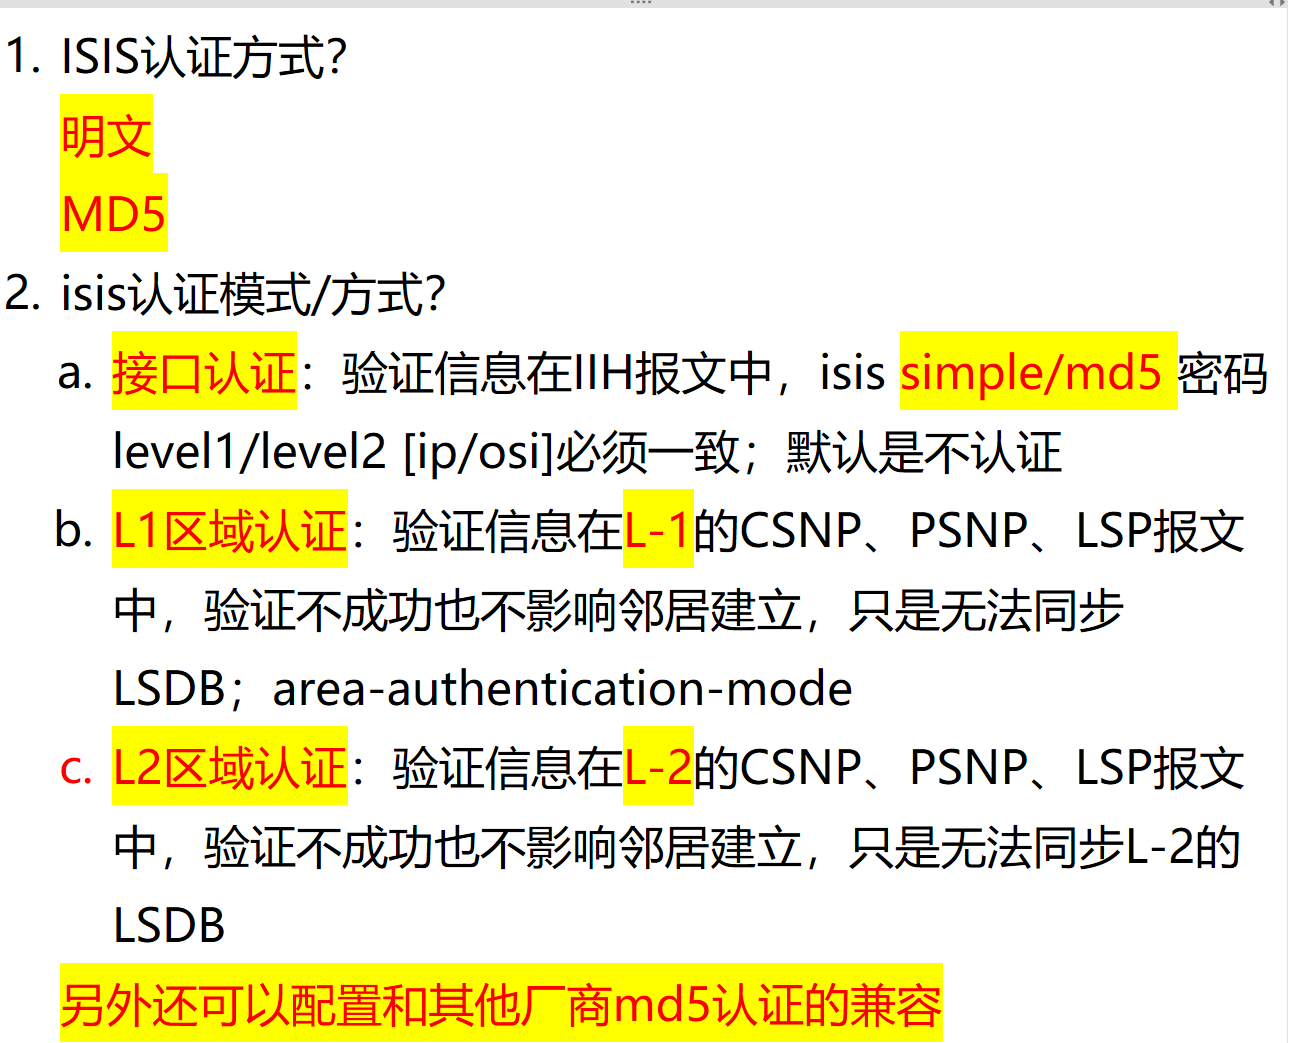 1. ISIS认证方式？
明文
MD5
2. isis认证模式/方式？
a. 接口认证：验证信息在IIH报文中，isis simple/md5 密码
level1/level2 [ip/osi]必须一致；默认是不认证
b. L1区域认证：验证信息在L-1的CSNP、PSNP、LSP报文
中，验证不成功也不影响邻居建立，只是无法同步
LSDB；area-authentication-mode
c. L2区域认证：验证信息在L-2的CSNP、PSNP、LSP报文
中，验证不成功也不影响邻居建立，只是无法同步L-2的
LSDB
另外还可以配置和其他厂商md5认证的兼容